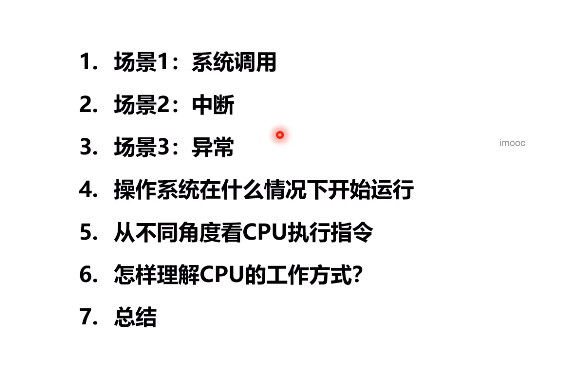 1. 场景1：系统调用
2. 场景2：中断
3. 场景3：异常
imooc
4. 操作系统在什么情况下开始运行
5. 从不同角度看CPU执行指令
6. 怎样理解CPU的工作方式？
7. 总结